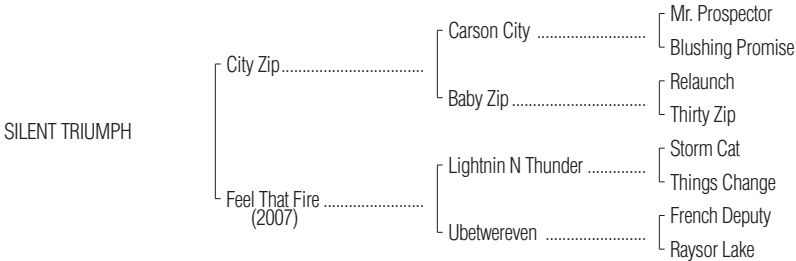 Mr. Prospector
Carson City ..........................
Blushing Promise
City Zip..................................
Relaunch
Baby Zip................................
Thirty Zip
SILENT TRIUMPH
Storm Cat
Lightnin N Thunder ..............
Things Change
Feel That Fire ........................
(2007)
French Deputy
Ubetwereven ........................
Raysor Lake